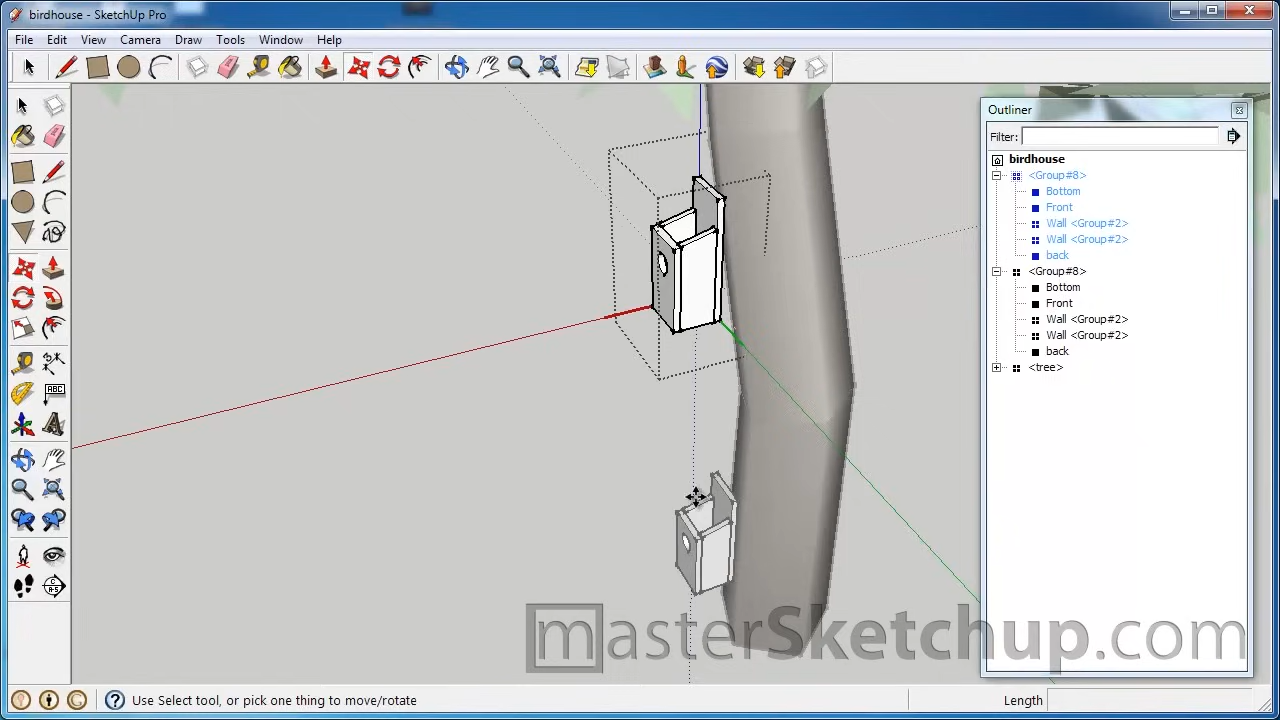 birdhouse - SketchUp Pro
File Edit View Camera Draw Tools Window Help
Outliner
Filter:
birdhouse
<Group#8>
Bottom
Front
Wall <Group#2>
Wall <Group#2>
back
<Group#8>
Bottom
Front
Wall <Group#2>
Wall <Group#2>
back
<tree>
ABC
masterSketchup.com
Use Select tool, or pick one thing to move/rotate
Length